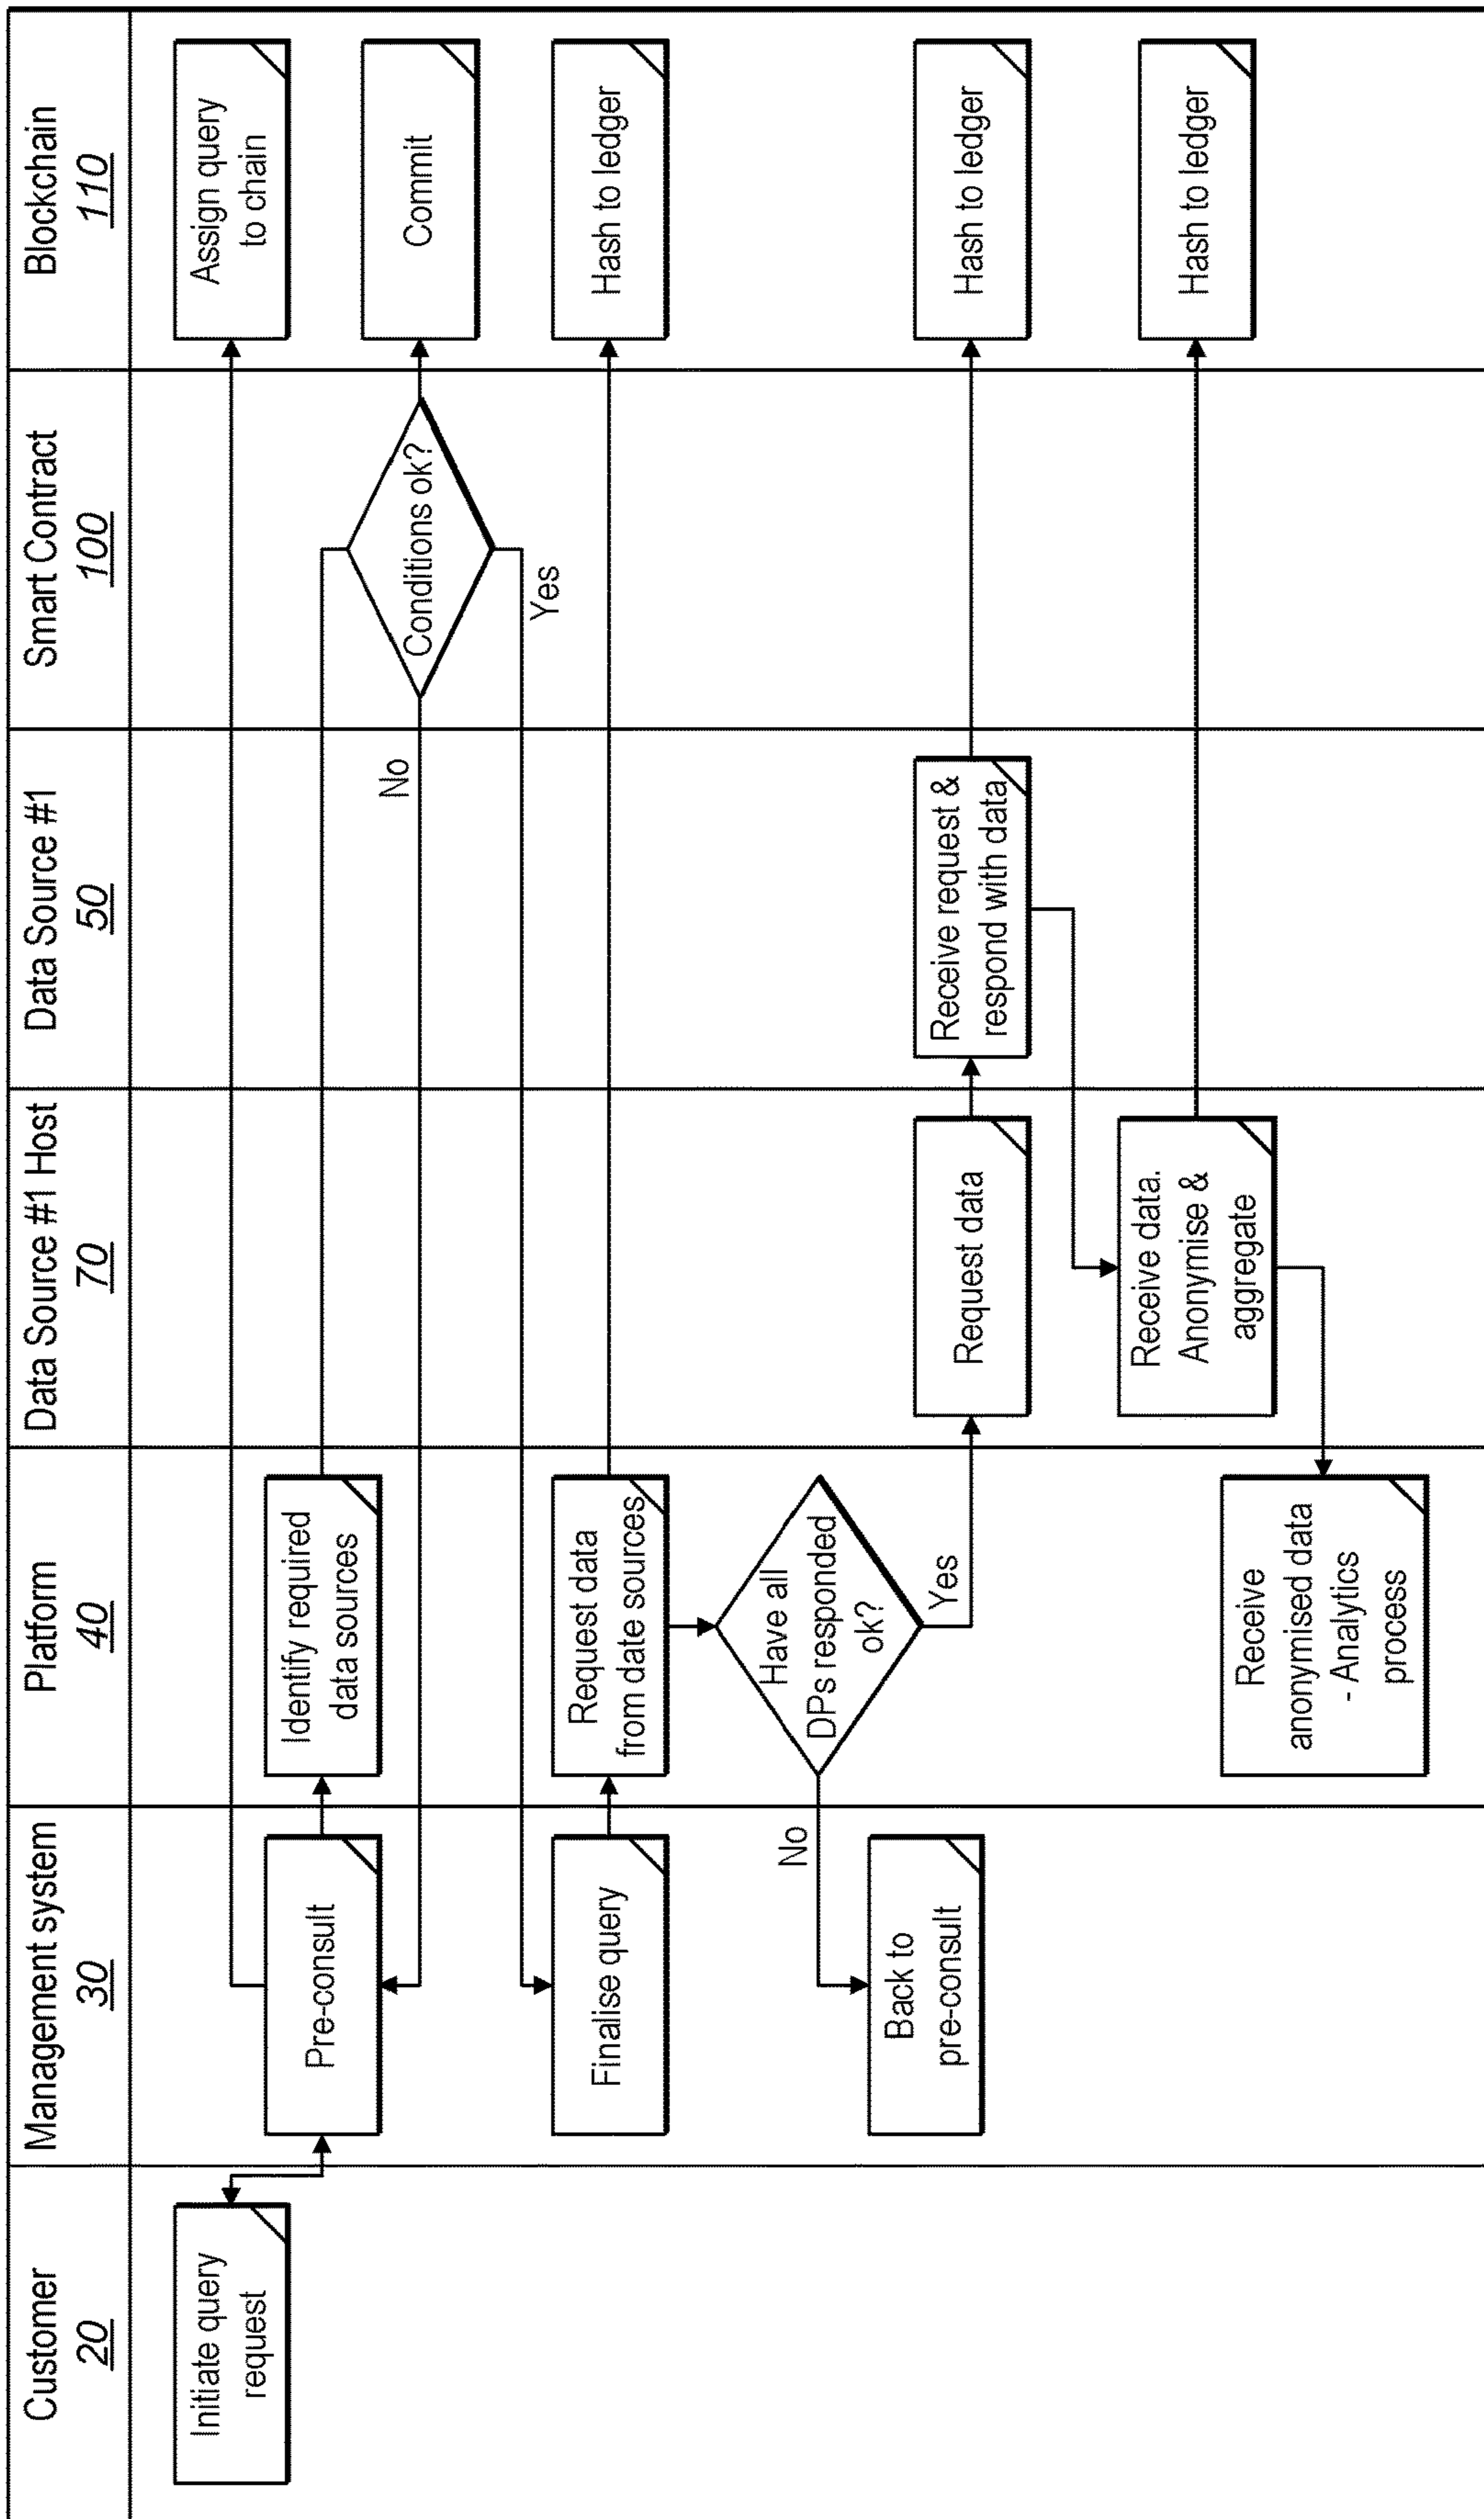 Customer
20
Management system
30
Platform
40
Data Source #1 Host
70
Data Source #1
50
Smart Contract
100
Blockchain
110
Initiate query
request
Assign query
to chain
Pre-consult
Identify required
data sources
No
Conditions ok?
Commit
Yes
Finalise query
Request data
from date sources
Hash to ledger
No
Have all
DPs responded
ok?
Yes
Back to
pre-consult
Request data
Receive request &
respond with data
Hash to ledger
Receive data.
Anonymise &
aggregate
Hash to ledger
Receive
anonymised data
- Analytics
process